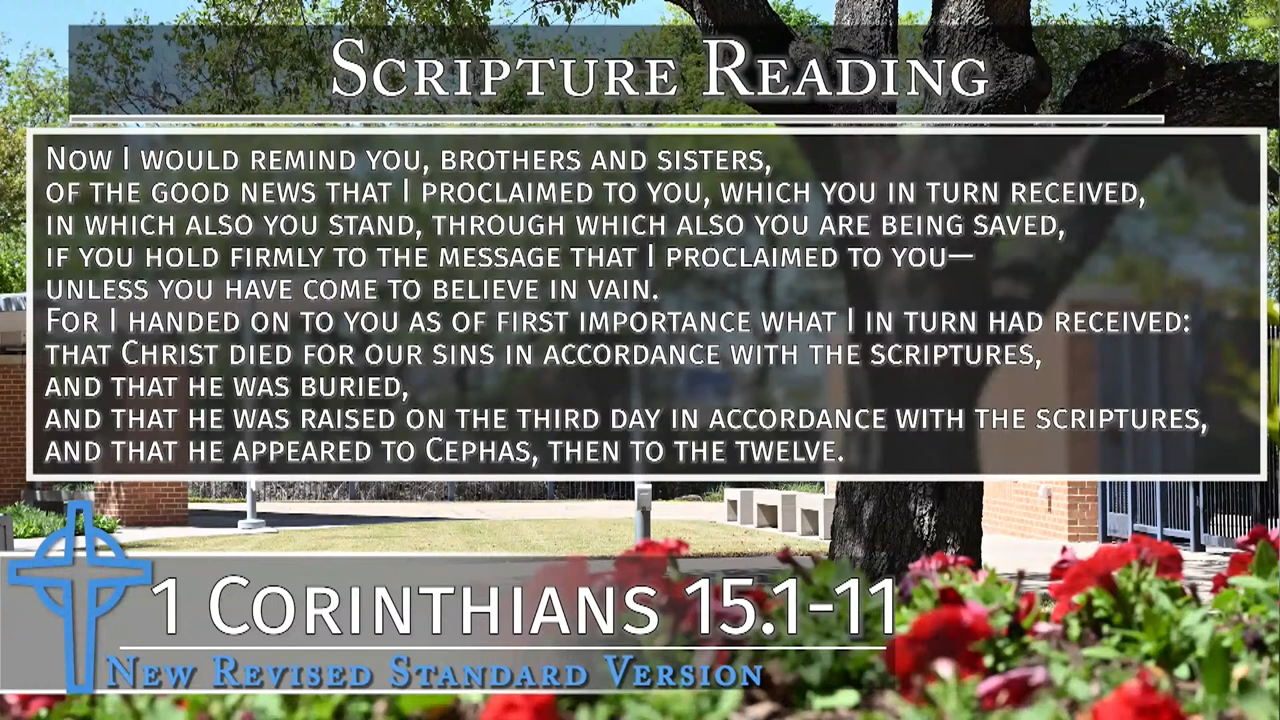 Scripture Reading
Now I would remind you, brothers and sisters,
of the good news that I proclaimed to you, which you in turn received,
in which also you stand, through which also you are being saved,
if you hold firmly to the message that I proclaimed to you—
unless you have come to believe in vain.
For I handed on to you as of first importance what I in turn had received:
that Christ died for our sins in accordance with the scriptures,
and that he was buried,
and that he was raised on the third day in accordance with the scriptures,
and that he appeared to Cephas, then to the twelve.
1 Corinthians 15.1-11
New Revised Standard Version